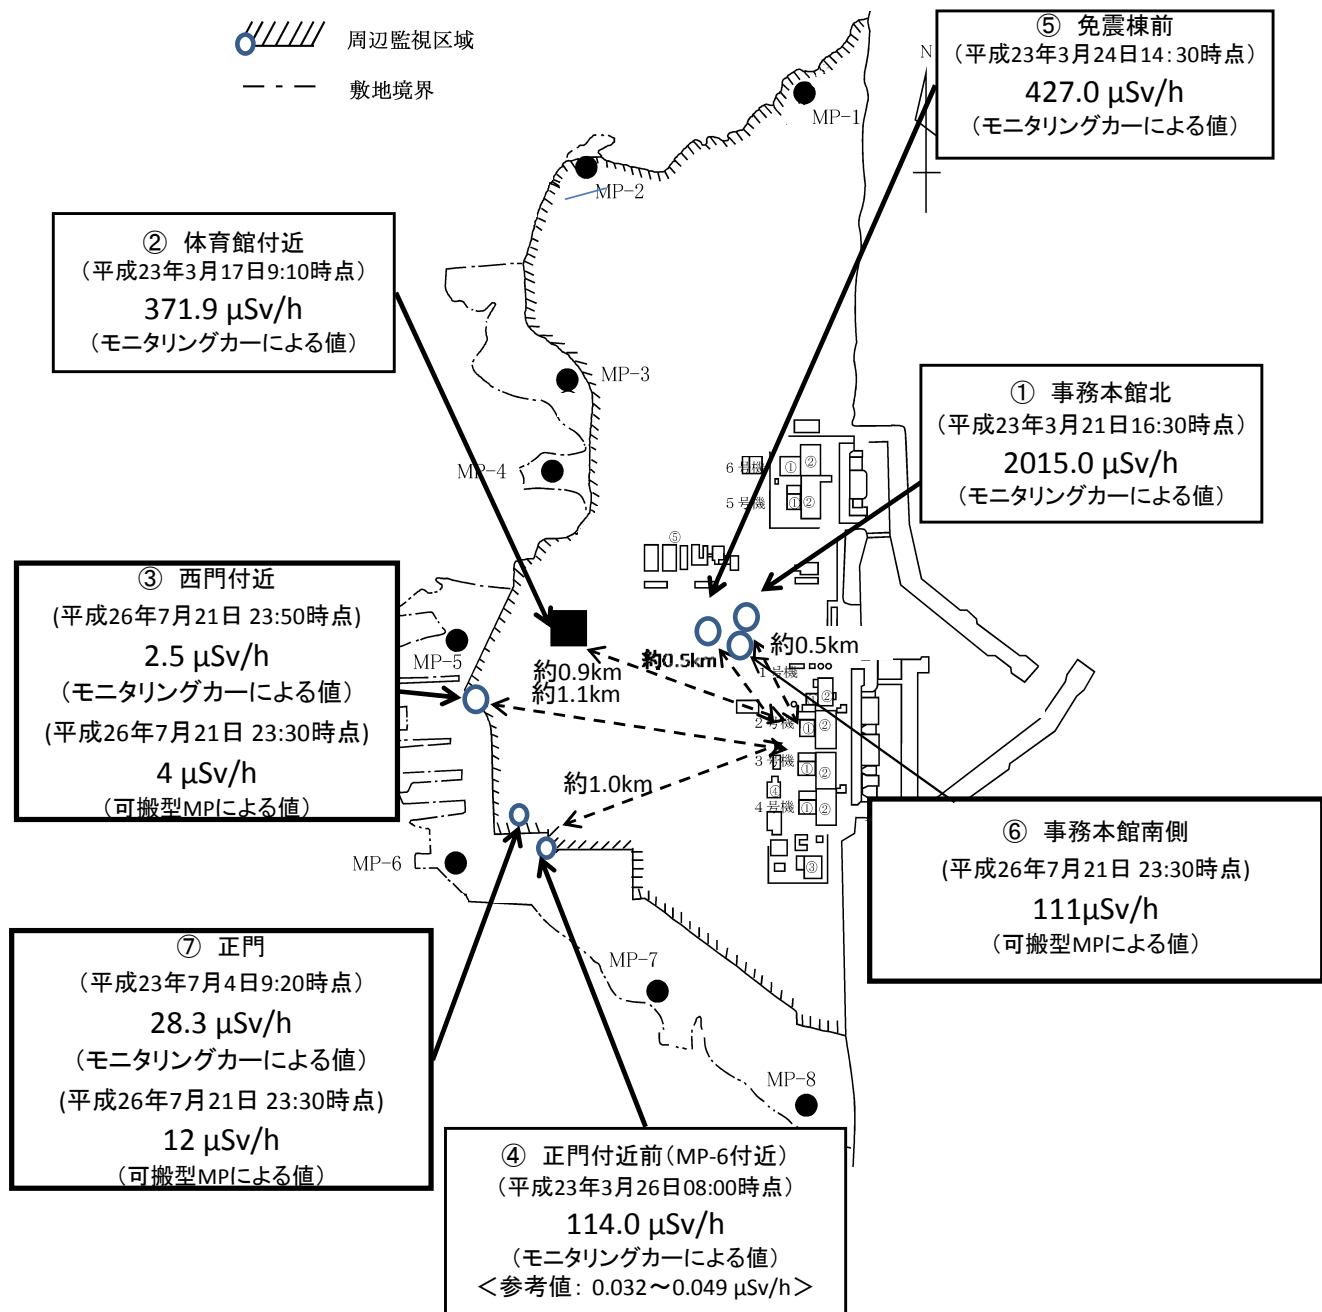 周辺監視区域
敷地境界
⑤ 免震棟前
（平成23年3月24日14:30時点）
427.0 μSv/h
（モニタリングカーによる値）
N
MP-1
MP-2
② 体育館付近
（平成23年3月17日9:10時点）
371.9 μSv/h
（モニタリングカーによる値）
MP-3
① 事務本館北
（平成23年3月21日16:30時点）
2015.0 μSv/h
（モニタリングカーによる値）
MP-4
6号機
①
②
5号機
①
②
⑤
③ 西門付近
(平成26年7月21日 23:50時点)
2.5 μSv/h
（モニタリングカーによる値）
(平成26年7月21日 23:30時点)
4 μSv/h
（可搬型MPによる値）
MP-5
約0.9km
約1.1km
約0.5km
約0.5km
1号機
②
2号機
①
②
3号機
①
②
④
4号機
①
②
③
約1.0km
MP-6
⑥ 事務本館南側
(平成26年7月21日 23:30時点)
111μSv/h
（可搬型MPによる値）
⑦ 正門
（平成23年7月4日9:20時点）
28.3 μSv/h
（モニタリングカーによる値）
(平成26年7月21日 23:30時点)
12 μSv/h
（可搬型MPによる値）
MP-7
MP-8
④ 正門付近前（MP-6付近）
（平成23年3月26日08:00時点）
114.0 μSv/h
（モニタリングカーによる値）
＜参考値: 0.032～0.049 μSv/h＞